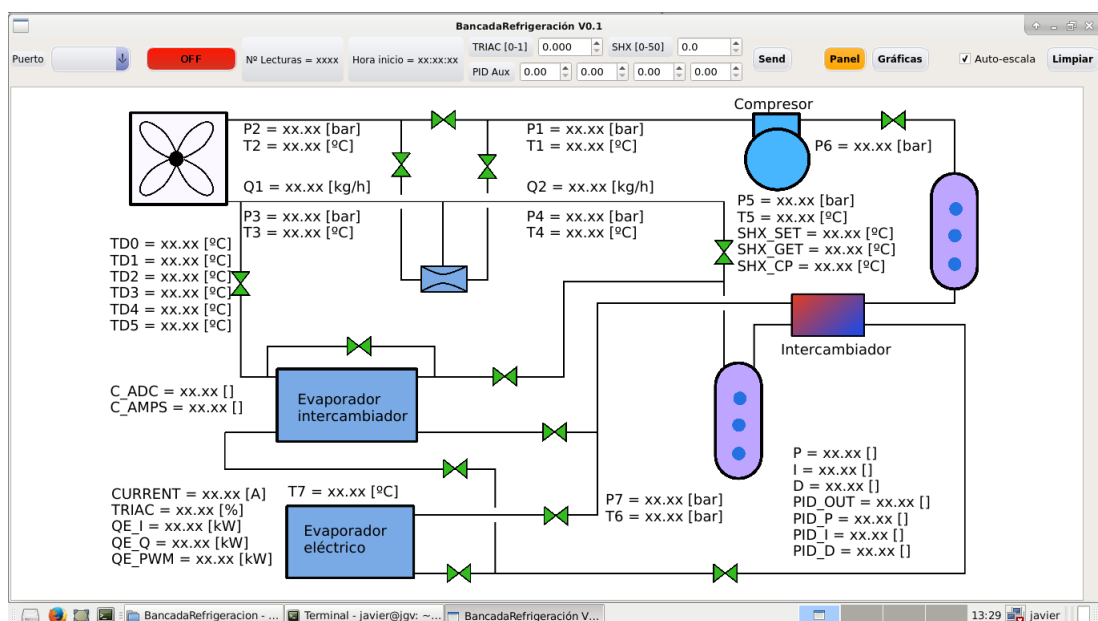 BancadaRefrigeración V0.1
Puerto
OFF
Nº Lecturas = xxxx
Hora inicio = xx:xx:xx
TRIAC [0-1] 0.000 SHX [0-50] 0.0
PID Aux 0.00 0.00 0.00 0.00
Send
Panel
Gráficas
Auto-escala
Limpiar
Compresor
P2 = xx.xx [bar]
T2 = xx.xx [ºC]
P1 = xx.xx [bar]
T1 = xx.xx [ºC]
P6 = xx.xx [bar]
Q1 = xx.xx [kg/h]
Q2 = xx.xx [kg/h]
P3 = xx.xx [bar]
T3 = xx.xx [ºC]
P4 = xx.xx [bar]
T4 = xx.xx [ºC]
P5 = xx.xx [bar]
T5 = xx.xx [ºC]
SHX_SET = xx.xx [ºC]
SHX_GET = xx.xx [ºC]
SHX_CP = xx.xx [ºC]
TD0 = xx.xx [ºC]
TD1 = xx.xx [ºC]
TD2 = xx.xx [ºC]
TD3 = xx.xx [ºC]
TD4 = xx.xx [ºC]
TD5 = xx.xx [ºC]
Intercambiador
C_ADC = xx.xx []
C_AMPS = xx.xx []
Evaporador
intercambiador
P = xx.xx []
I = xx.xx []
D = xx.xx []
PID_OUT = xx.xx []
PID_P = xx.xx []
PID_I = xx.xx []
PID_D = xx.xx []
CURRENT = xx.xx [A]
TRIAC = xx.xx [%]
QE_I = xx.xx [kW]
QE_Q = xx.xx [kW]
QE_PWM = xx.xx [kW]
T7 = xx.xx [ºC]
P7 = xx.xx [bar]
T6 = xx.xx [bar]
Evaporador
eléctrico
BancadaRefrigeracion - ...
Terminal - javier@jgv: ~...
BancadaRefrigeración V...
13:29
javier